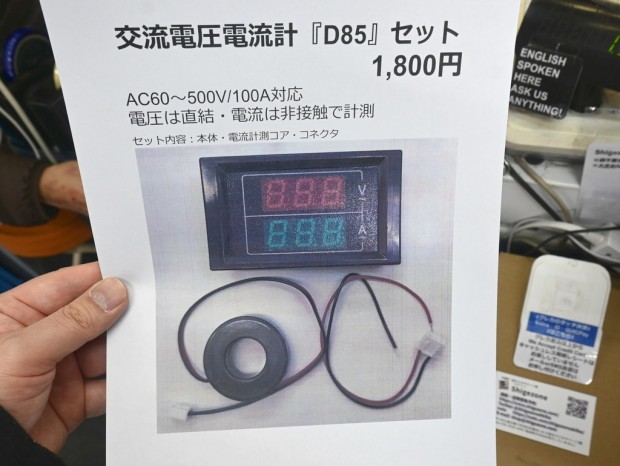 交流電圧電流計『D85』セット
1,800円
AC60〜500V/100A対応
電圧は直結・電流は非接触で計測
セット内容：本体・電流計測コア・コネクタ
888
V
888
A
ENGLISH
SPOKEN
HERE
ASK US
ANYTHING!
Shigezone